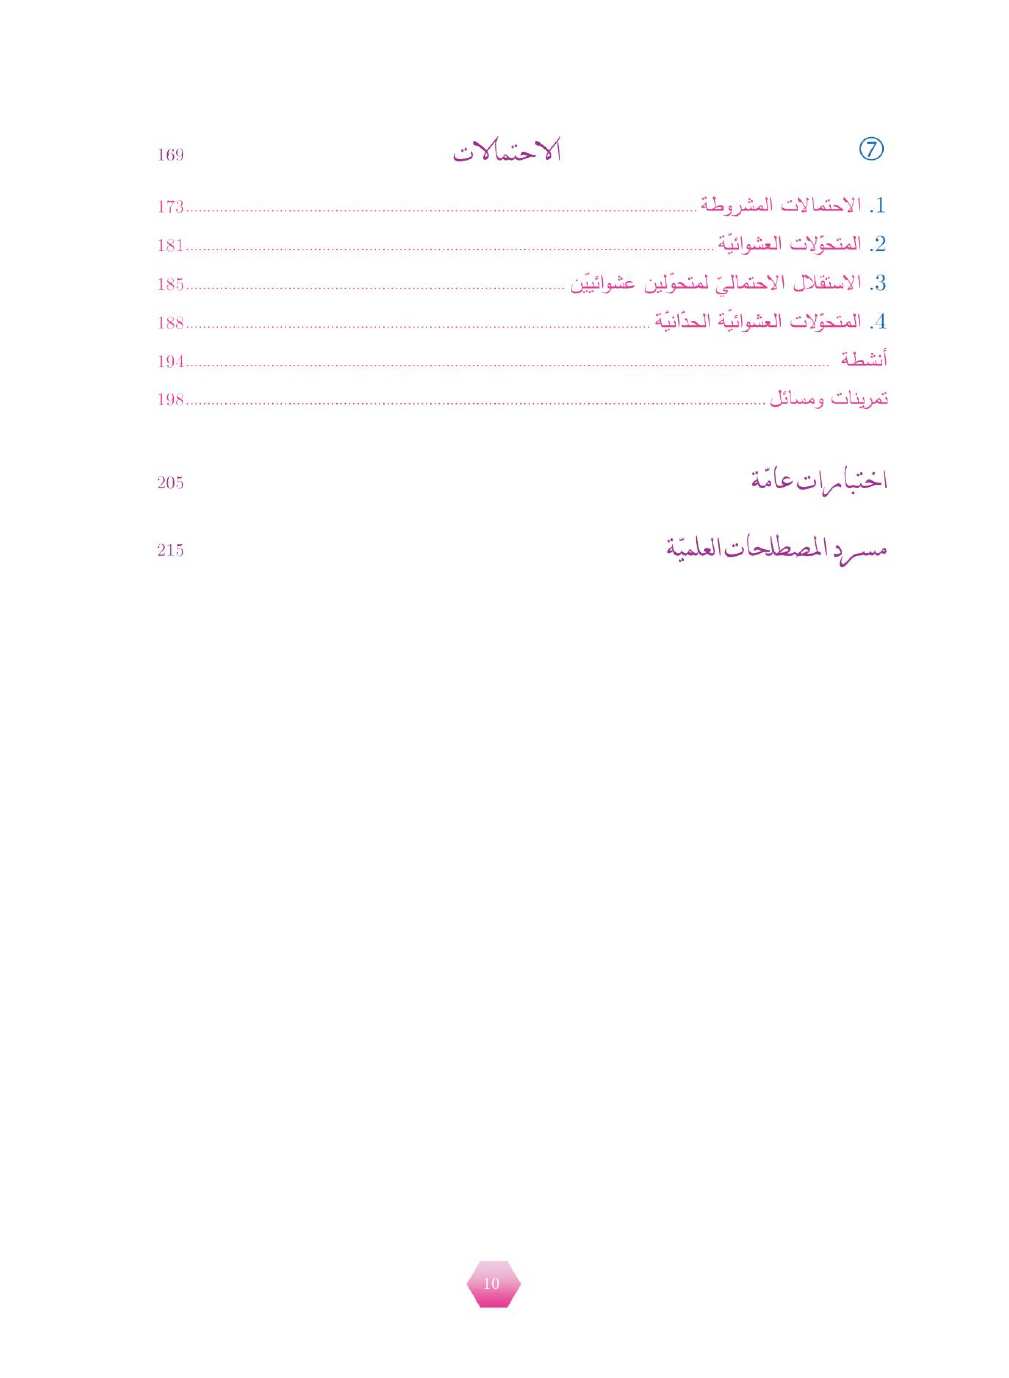 ⑦ الاحتمالات 169
1. الاحتمالات المشروطة ........ 173
2. المتحوّلات العشوائيّة ........ 181
3. الاستقلال الاحتماليّ لمتحوّلين عشوائييّن ........ 185
4. المتحوّلات العشوائيّة الحدّانيّة ........ 188
أنشطة ........ 194
تمرينات ومسائل ........ 198
اختبارات عامّة 205
مسرد المصطلحات العلميّة 215
10